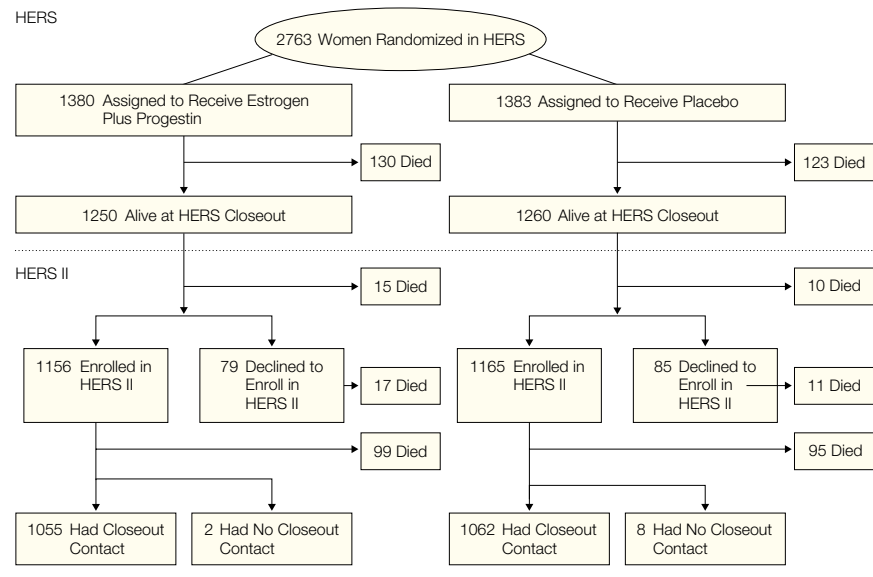 HERS
2763 Women Randomized in HERS
1380 Assigned to Receive Estrogen
Plus Progestin
1383 Assigned to Receive Placebo
130 Died
123 Died
1250 Alive at HERS Closeout
1260 Alive at HERS Closeout
HERS II
15 Died
10 Died
1156 Enrolled in
HERS II
79 Declined to
Enroll in
HERS II
17 Died
1165 Enrolled in
HERS II
85 Declined to
Enroll in
HERS II
11 Died
99 Died
95 Died
1055 Had Closeout
Contact
2 Had No Closeout
Contact
1062 Had Closeout
Contact
8 Had No Closeout
Contact